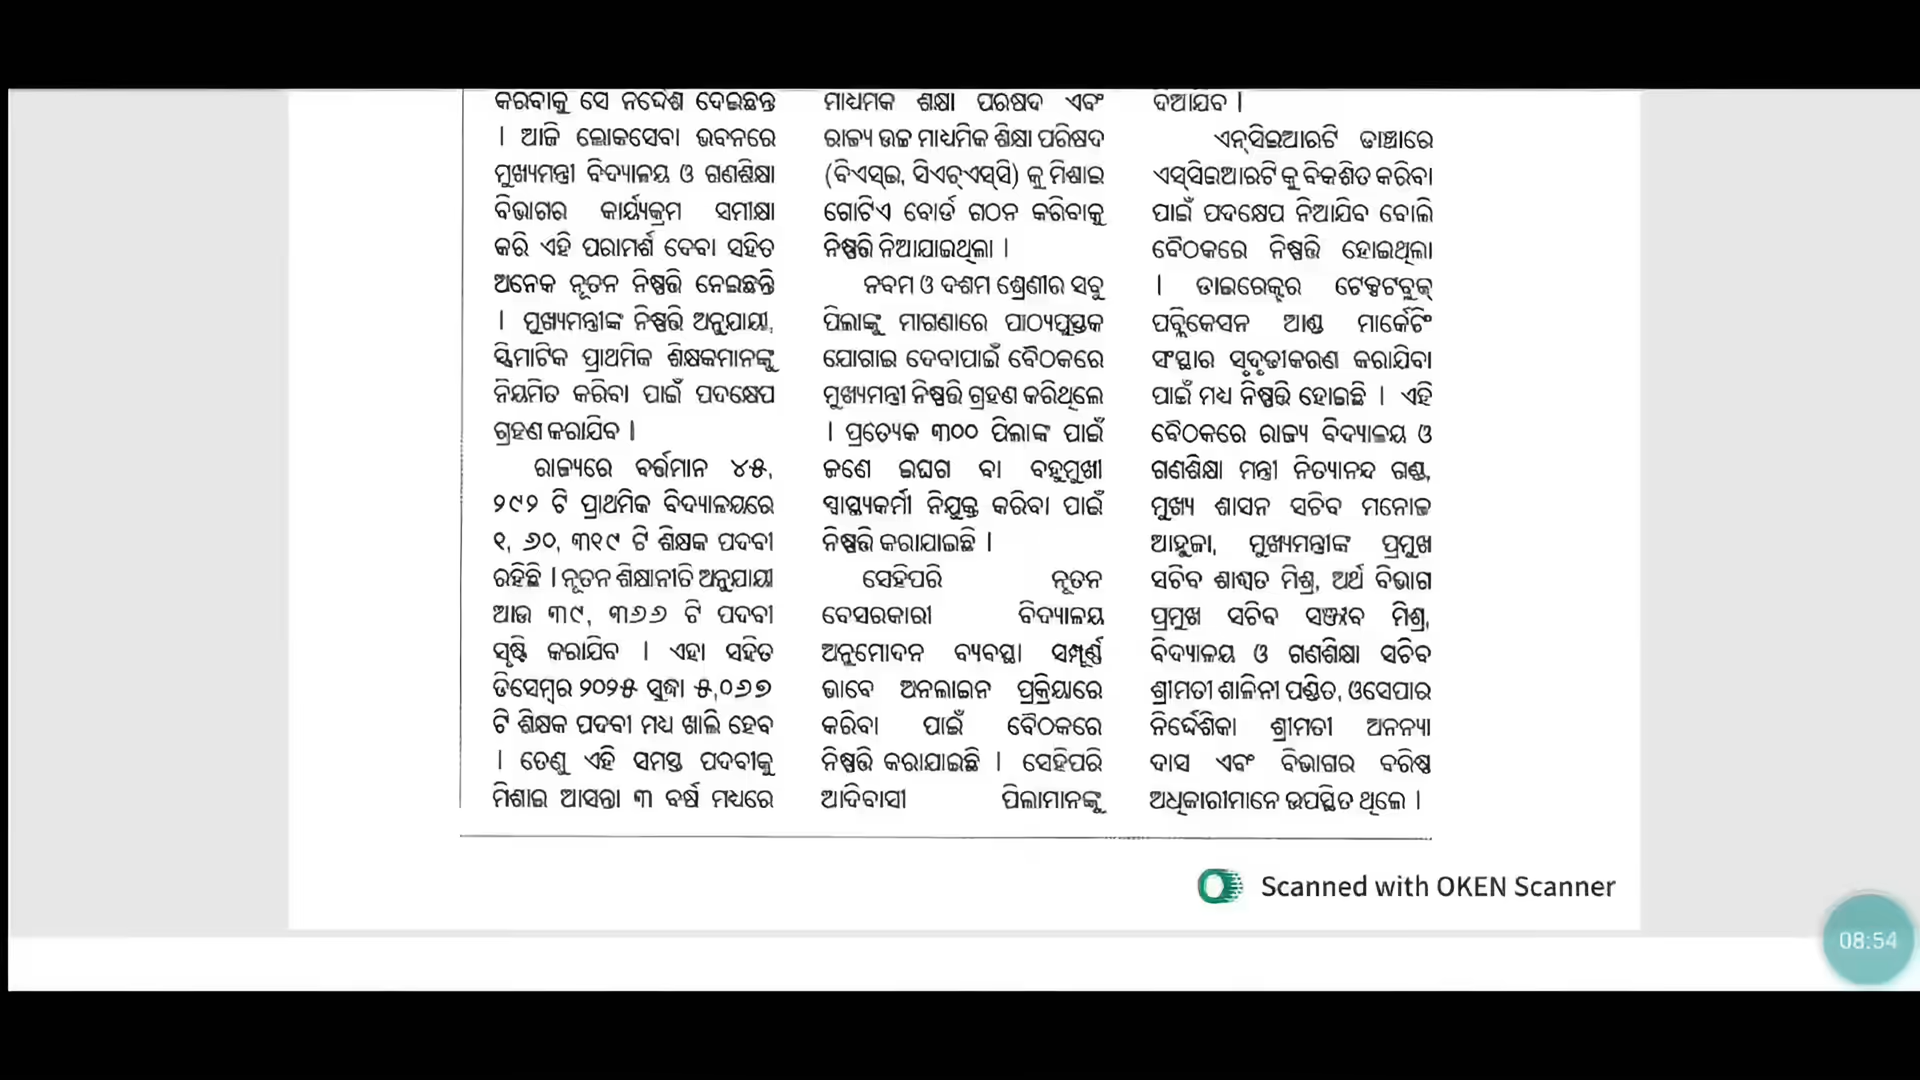 କରିବାକୁ ସେ ନିର୍ଦ୍ଦେଶ ଦେଇଛନ୍ତି
। ଆଜି ଲୋକସେବା ଭବନରେ
ମୁଖ୍ୟମନ୍ତ୍ରୀ ବିଦ୍ୟାଳୟ ଓ ଗଣଶିକ୍ଷା
ବିଭାଗର କାର୍ଯ୍ୟକ୍ରମ ସମୀକ୍ଷା
କରି ଏହି ପରାମର୍ଶ ଦେବା ସହିତ
ଅନେକ ନୂତନ ନିଷ୍ପତ୍ତି ନେଇଛନ୍ତି
। ମୁଖ୍ୟମନ୍ତ୍ରୀଙ୍କ ନିଷ୍ପତ୍ତି ଅନୁଯାୟୀ,
ସ୍କିମାଟିକ ପ୍ରାଥମିକ ଶିକ୍ଷକମାନଙ୍କୁ
ନିୟମିତ କରିବା ପାଇଁ ପଦକ୍ଷେପ
ଗ୍ରହଣ କରାଯିବ ।
ରାଜ୍ୟରେ ବର୍ତ୍ତମାନ ୪୫,
୨୯୨ ଟି ପ୍ରାଥମିକ ବିଦ୍ୟାଳୟରେ
୧, ୬୦, ୩୧୯ ଟି ଶିକ୍ଷକ ପଦବୀ
ରହିଛି । ନୂତନ ଶିକ୍ଷାନୀତି ଅନୁଯାୟୀ
ଆଉ ୩୯, ୩୬୬ ଟି ପଦବୀ
ସୃଷ୍ଟି କରାଯିବ । ଏହା ସହିତ
ଡିସେମ୍ବର ୨୦୨୫ ସୁଦ୍ଧା ୫,୦୬୭
ଟି ଶିକ୍ଷକ ପଦବୀ ମଧ୍ୟ ଖାଲି ହେବ
। ତେଣୁ ଏହି ସମସ୍ତ ପଦବୀକୁ
ମିଶାଇ ଆସନ୍ତା ୩ ବର୍ଷ ମଧ୍ୟରେ
ମାଧ୍ୟମିକ ଶିକ୍ଷା ପରିଷଦ ଏବଂ
ରାଜ୍ୟ ଉଚ୍ଚ ମାଧ୍ୟମିକ ଶିକ୍ଷା ପରିଷଦ
(ବିଏସ୍‌ଇ, ସିଏଚ୍‌ଏସ୍‌ସି) କୁ ମିଶାଇ
ଗୋଟିଏ ବୋର୍ଡ ଗଠନ କରିବାକୁ
ନିଷ୍ପତ୍ତି ନିଆଯାଇଥିଲା ।
ନବମ ଓ ଦଶମ ଶ୍ରେଣୀର ସବୁ
ପିଲାଙ୍କୁ ମାଗଣାରେ ପାଠ୍ୟପୁସ୍ତକ
ଯୋଗାଇ ଦେବାପାଇଁ ବୈଠକରେ
ମୁଖ୍ୟମନ୍ତ୍ରୀ ନିଷ୍ପତ୍ତି ଗ୍ରହଣ କରିଥିଲେ
। ପ୍ରତ୍ୟେକ ୩୦୦ ପିଲାଙ୍କ ପାଇଁ
ଜଣେ ଇଘଗ ବା ବହୁମୁଖୀ
ସ୍ୱାସ୍ଥ୍ୟକର୍ମୀ ନିଯୁକ୍ତ କରିବା ପାଇଁ
ନିଷ୍ପତ୍ତି କରାଯାଇଛି ।
ସେହିପରି ନୂତନ
ବେସରକାରୀ ବିଦ୍ୟାଳୟ
ଅନୁମୋଦନ ବ୍ୟବସ୍ଥା ସମ୍ପୂର୍ଣ୍ଣ
ଭାବେ ଅନଲାଇନ ପ୍ରକ୍ରିୟାରେ
କରିବା ପାଇଁ ବୈଠକରେ
ନିଷ୍ପତ୍ତି କରାଯାଇଛି । ସେହିପରି
ଆଦିବାସୀ ପିଲାମାନଙ୍କୁ
ଦିଆଯିବ ।
ଏନ୍‌ସିଇଆରଟି ଢାଞ୍ଚାରେ
ଏସ୍‌ସିଇଆରଟି କୁ ବିକଶିତ କରିବା
ପାଇଁ ପଦକ୍ଷେପ ନିଆଯିବ ବୋଲି
ବୈଠକରେ ନିଷ୍ପତ୍ତି ହୋଇଥିଲା
। ଡାଇରେକ୍ଟର ଟେକ୍ସଟବୁକ୍
ପବ୍ଲିକେସନ ଆଣ୍ଡ ମାର୍କେଟିଂ
ସଂସ୍ଥାର ସୁଦୃଢୀକରଣ କରାଯିବା
ପାଇଁ ମଧ୍ୟ ନିଷ୍ପତ୍ତି ହୋଇଛି । ଏହି
ବୈଠକରେ ରାଜ୍ୟ ବିଦ୍ୟାଳୟ ଓ
ଗଣଶିକ୍ଷା ମନ୍ତ୍ରୀ ନିତ୍ୟାନନ୍ଦ ଗଣ୍ଡ,
ମୁଖ୍ୟ ଶାସନ ସଚିବ ମନୋଜ
ଆହୁଜା, ମୁଖ୍ୟମନ୍ତ୍ରୀଙ୍କ ପ୍ରମୁଖ
ସଚିବ ଶାଶ୍ୱତ ମିଶ୍ର, ଅର୍ଥ ବିଭାଗ
ପ୍ରମୁଖ ସଚିବ ସଞ୍ଜୀବ ମିଶ୍ର,
ବିଦ୍ୟାଳୟ ଓ ଗଣଶିକ୍ଷା ସଚିବ
ଶ୍ରୀମତୀ ଶାଳିନୀ ପଣ୍ଡିତ, ଓସେପାର
ନିର୍ଦ୍ଦେଶିକା ଶ୍ରୀମତୀ ଅନନ୍ୟା
ଦାସ ଏବଂ ବିଭାଗର ବରିଷ୍ଠ
ଅଧିକାରୀମାନେ ଉପସ୍ଥିତ ଥିଲେ ।
Scanned with OKEN Scanner
08:54